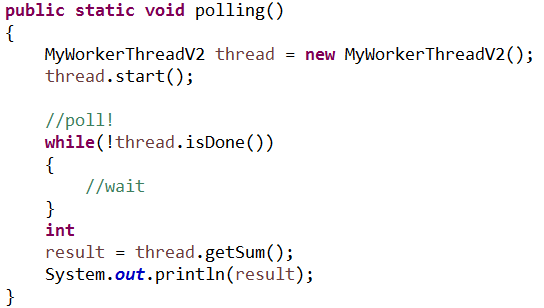 public static void polling()
{
    MyWorkerThreadV2 thread = new MyWorkerThreadV2();
    thread.start();

    //poll!
    while(!thread.isDone())
    {
        //wait
    }
    int
    result = thread.getSum();
    System.out.println(result);
}